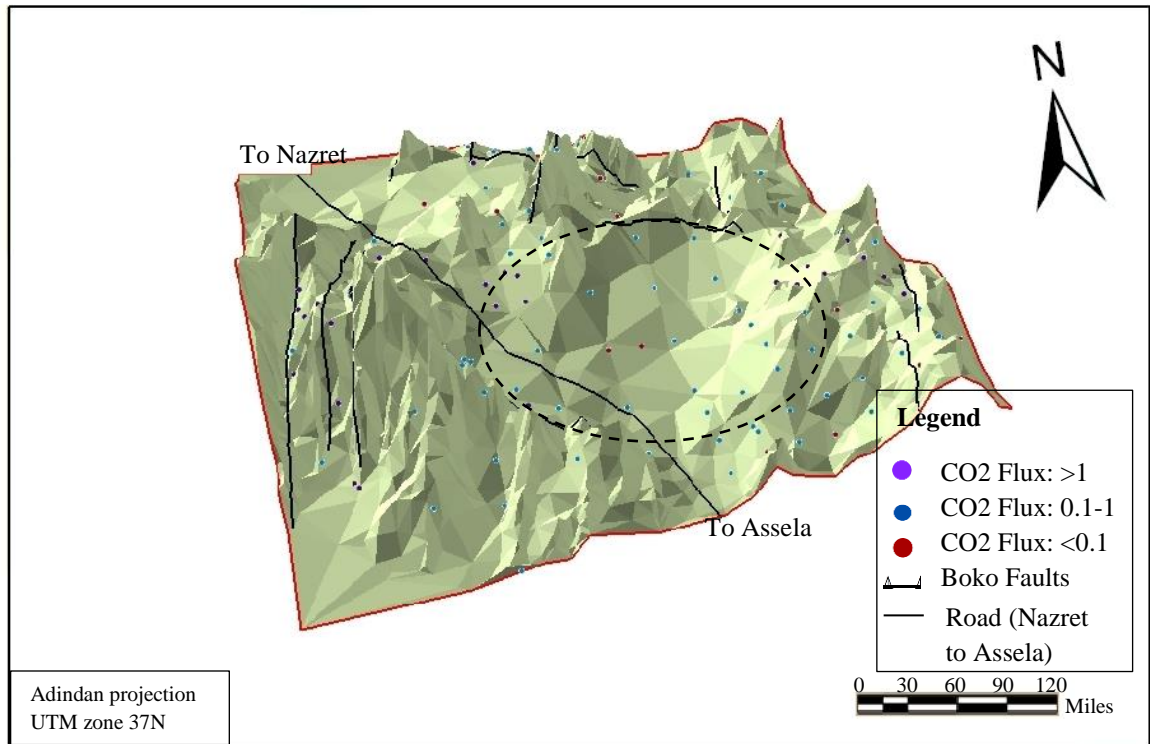 N
To Nazret
To Assela
Legend
CO2 Flux: >1
CO2 Flux: 0.1-1
CO2 Flux: <0.1
Boko Faults
Road (Nazret
to Assela)
0 30 60 90 120
Miles
Adindan projection
UTM zone 37N